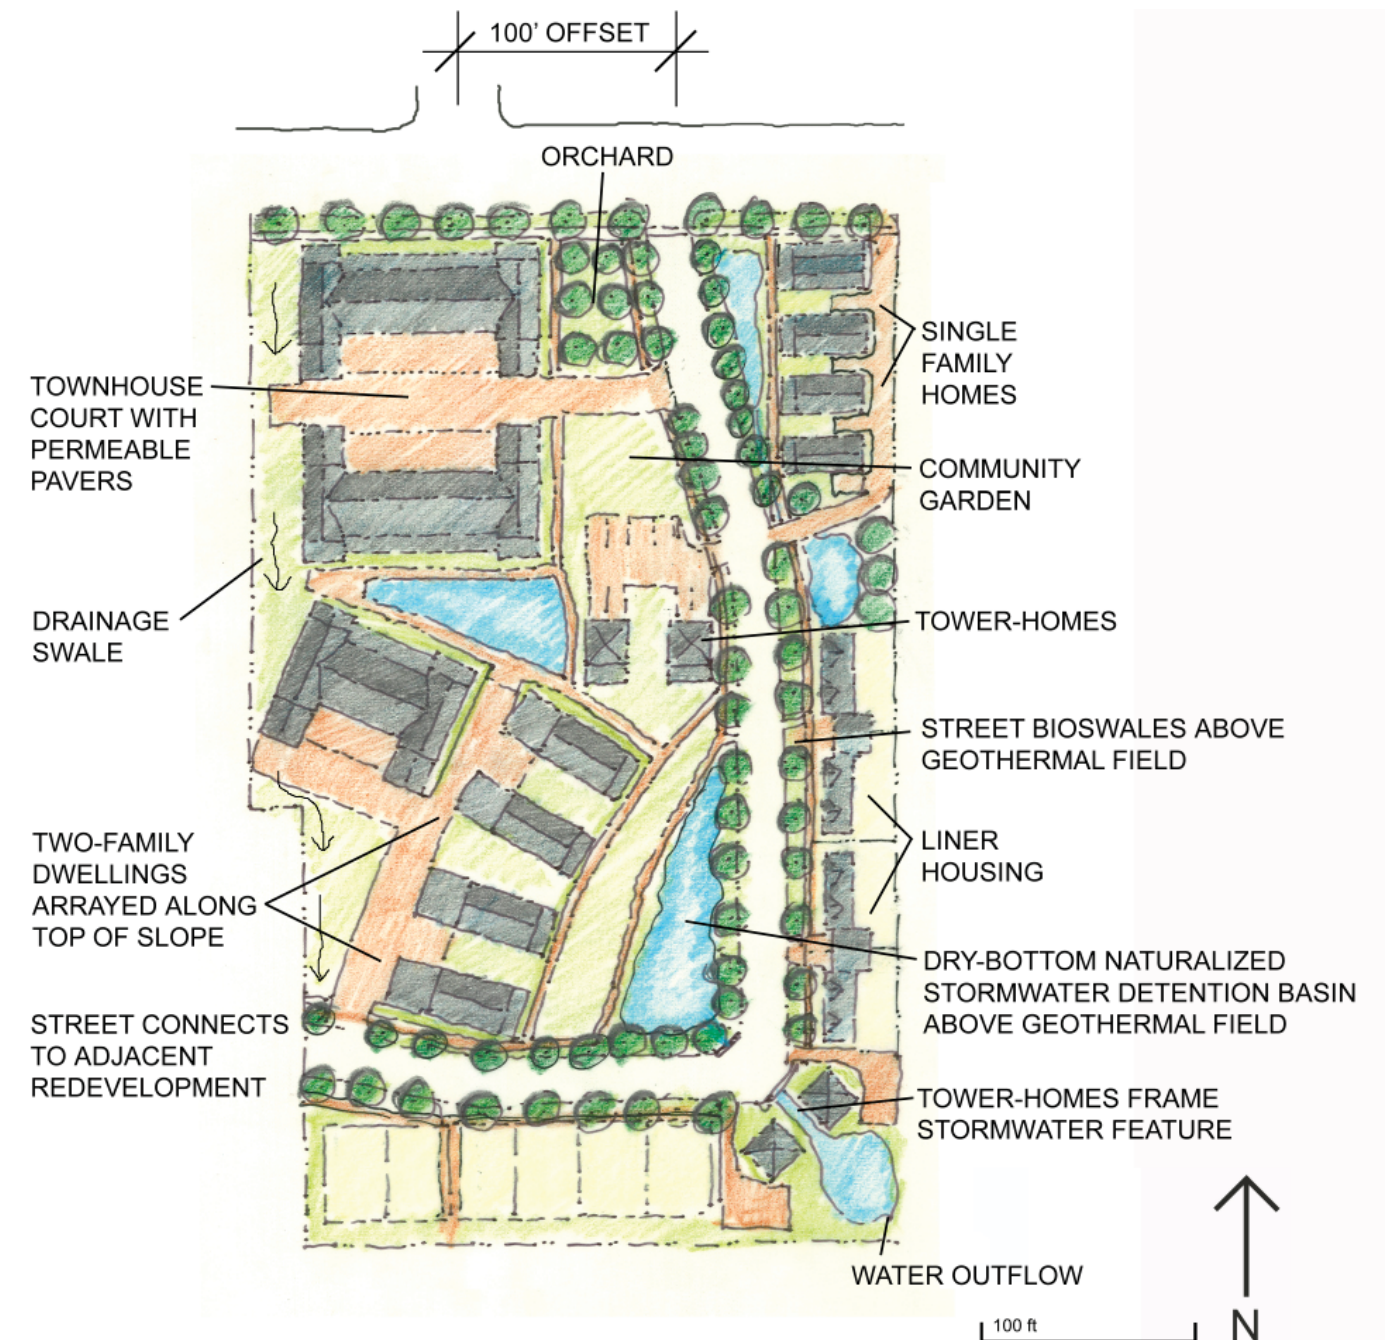 100' OFFSET
ORCHARD
SINGLE
FAMILY
HOMES
TOWNHOUSE
COURT WITH
PERMEABLE
PAVERS
COMMUNITY
GARDEN
DRAINAGE
SWALE
TOWER-HOMES
STREET BIOSWALES ABOVE
GEOTHERMAL FIELD
TWO-FAMILY
DWELLINGS
ARRAYED ALONG
TOP OF SLOPE
LINER
HOUSING
DRY-BOTTOM NATURALIZED
STORMWATER DETENTION BASIN
ABOVE GEOTHERMAL FIELD
STREET CONNECTS
TO ADJACENT
REDEVELOPMENT
TOWER-HOMES FRAME
STORMWATER FEATURE
WATER OUTFLOW
100 ft
N